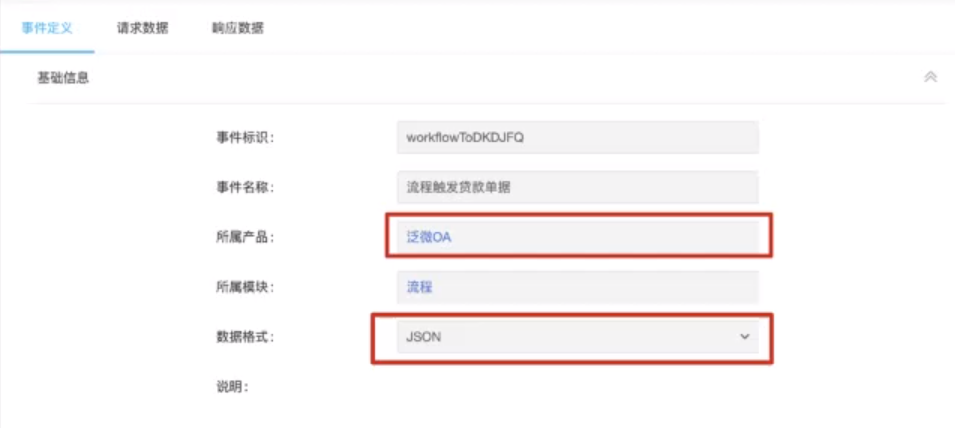 事件定义 请求数据 响应数据
基础信息
事件标识： workflowToDKDJFQ
事件名称： 流程触发贷款单据
所属产品： 泛微OA
所属模块： 流程
数据格式： JSON
说明：